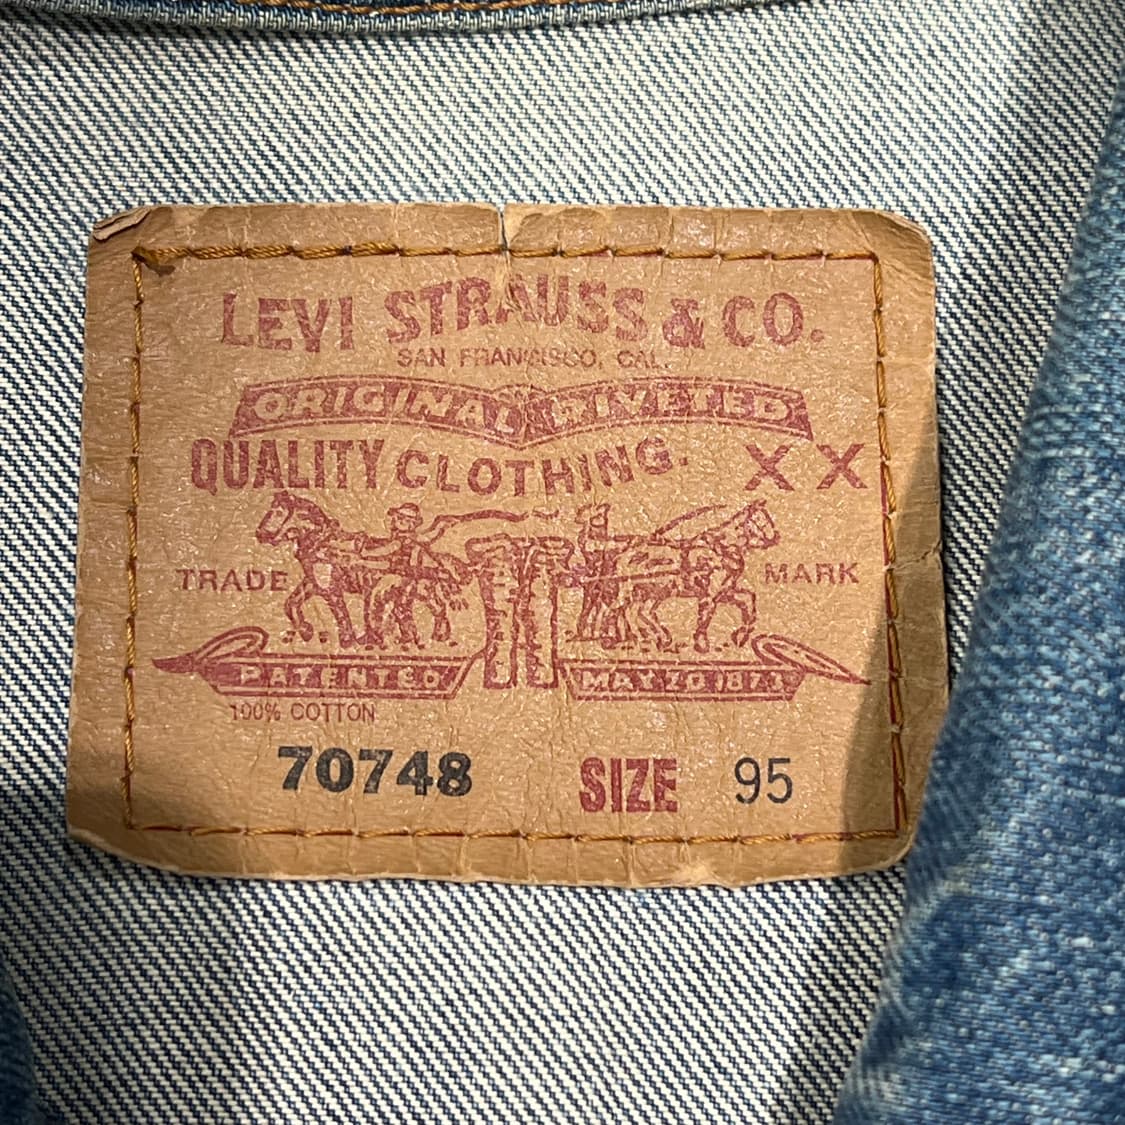 LEVI STRAUSS & CO.
SAN FRANCISCO, CAL.
ORIGINAL RIVETED
QUALITY CLOTHING. XX
TRADE MARK
PATENTED MAY 20 1873
100% COTTON
70748 SIZE 95